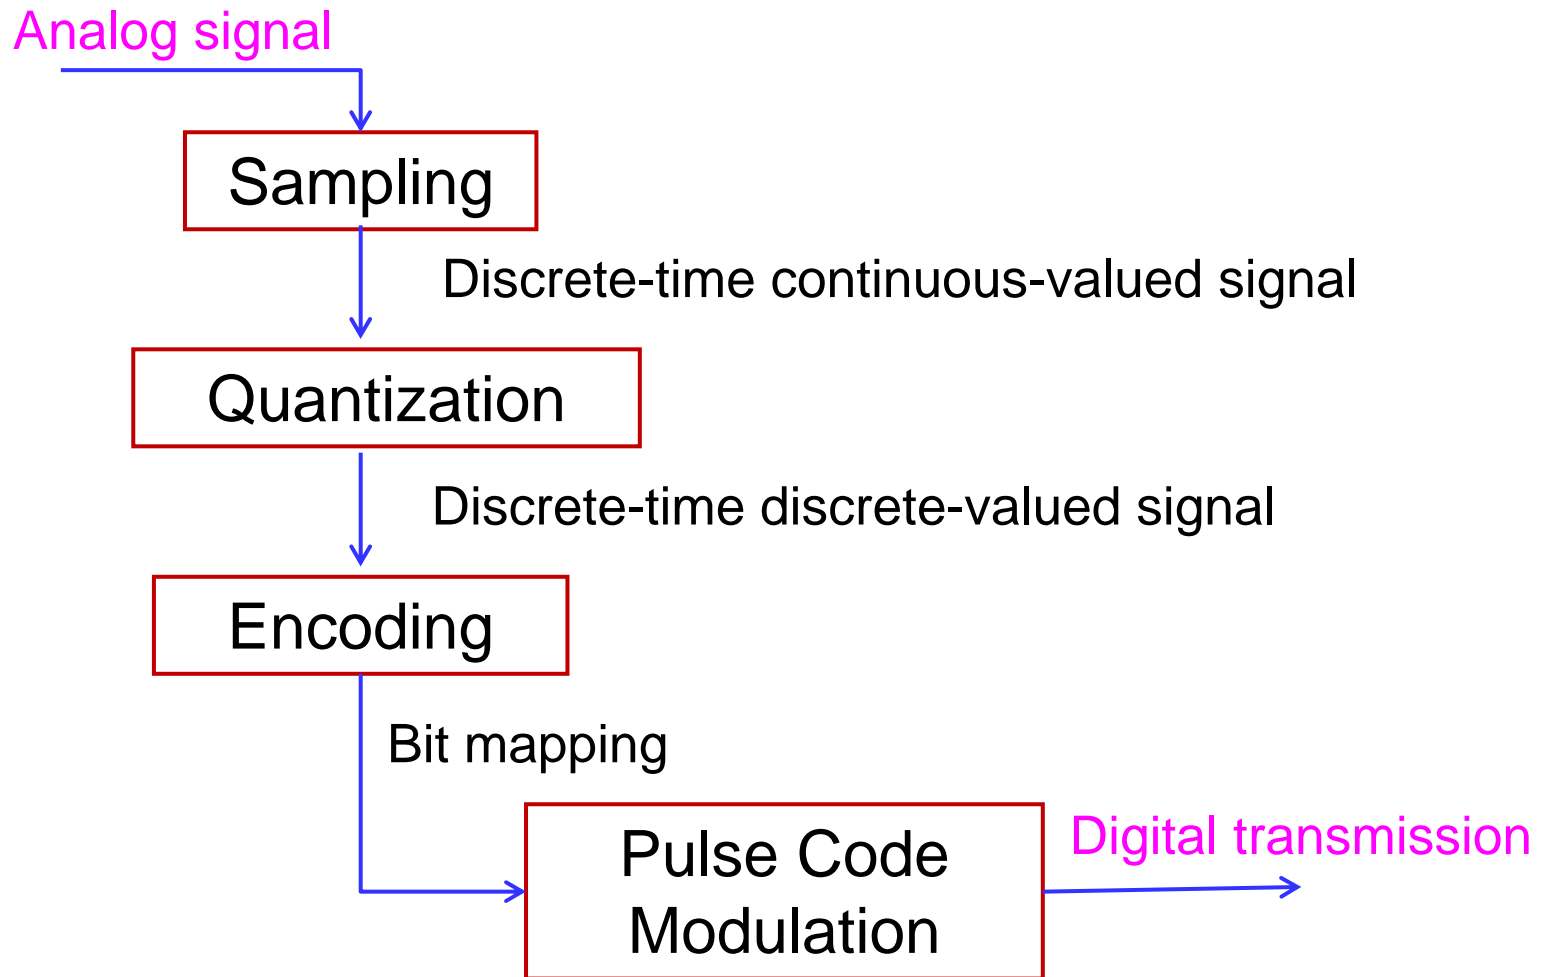 Analog signal
Sampling
Discrete-time continuous-valued signal
Quantization
Discrete-time discrete-valued signal
Encoding
Bit mapping
Pulse Code
Modulation
Digital transmission